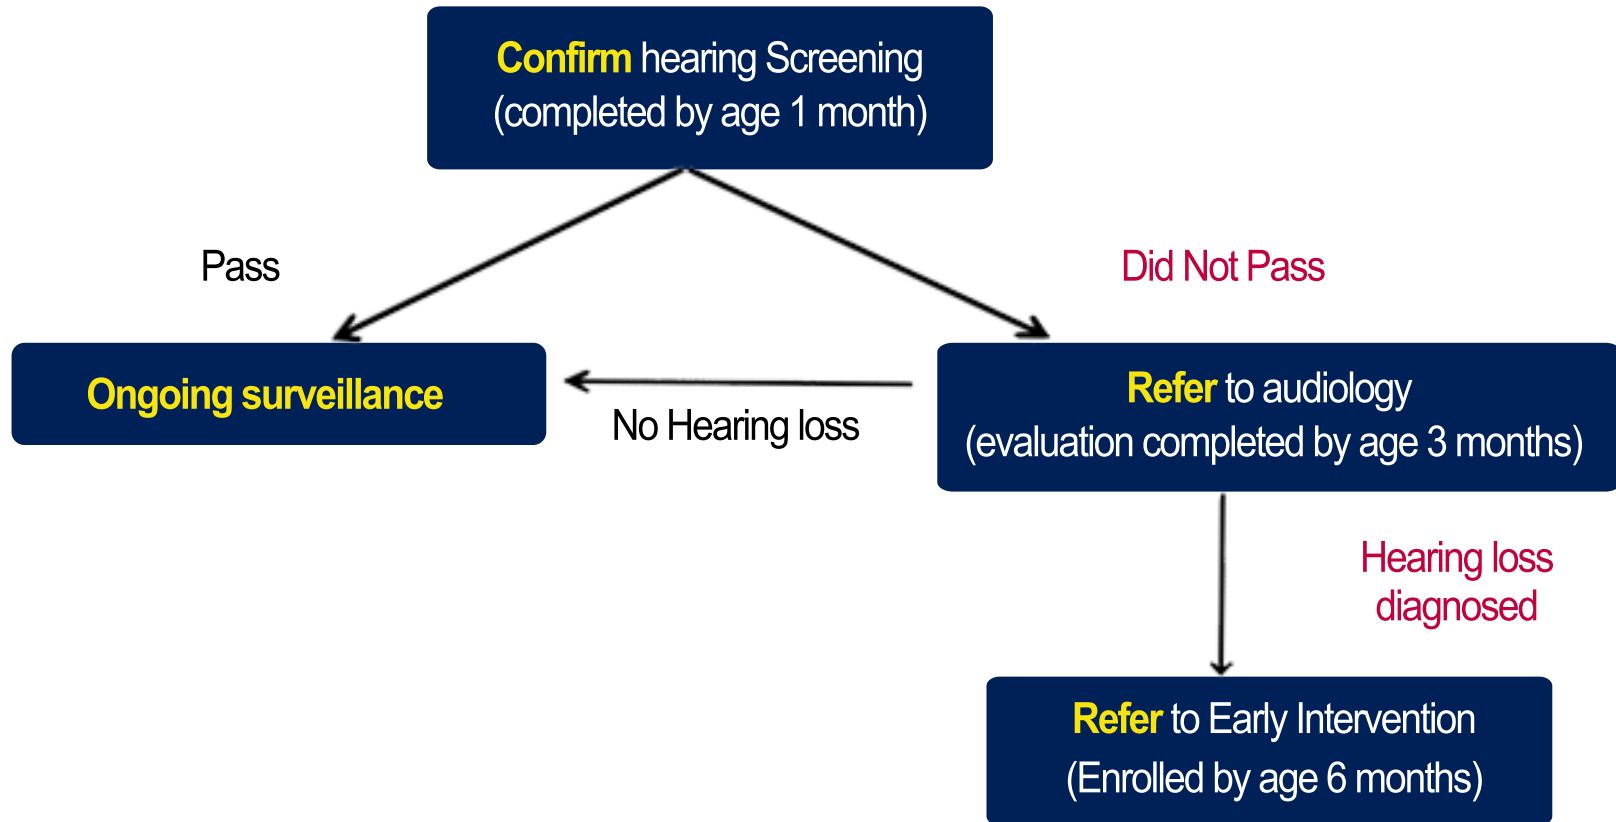 Confirm hearing Screening
(completed by age 1 month)
Pass
Did Not Pass
Ongoing surveillance
No Hearing loss
Refer to audiology
(evaluation completed by age 3 months)
Hearing loss
diagnosed
Refer to Early Intervention
(Enrolled by age 6 months)